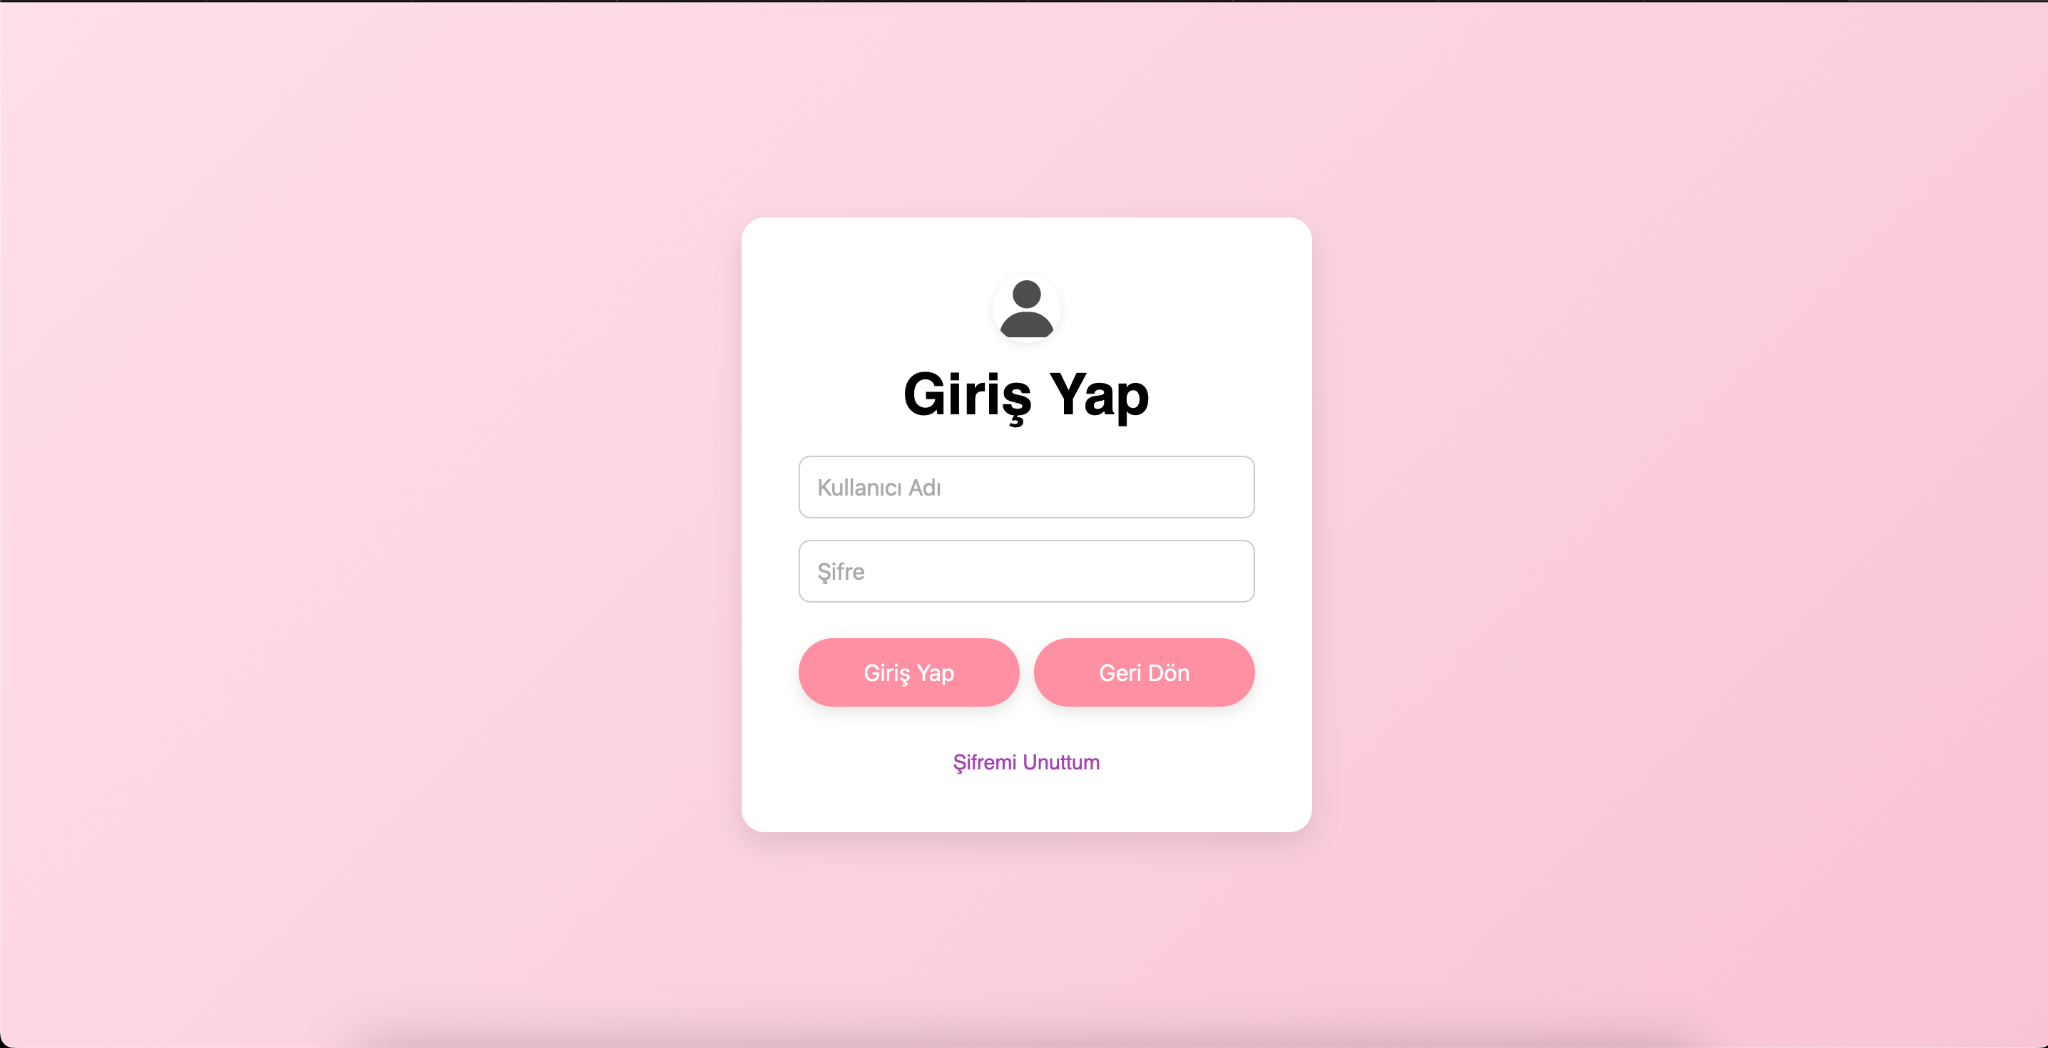 Giriş Yap
Kullanıcı Adı
Şifre
Giriş Yap
Geri Dön
Şifremi Unuttum